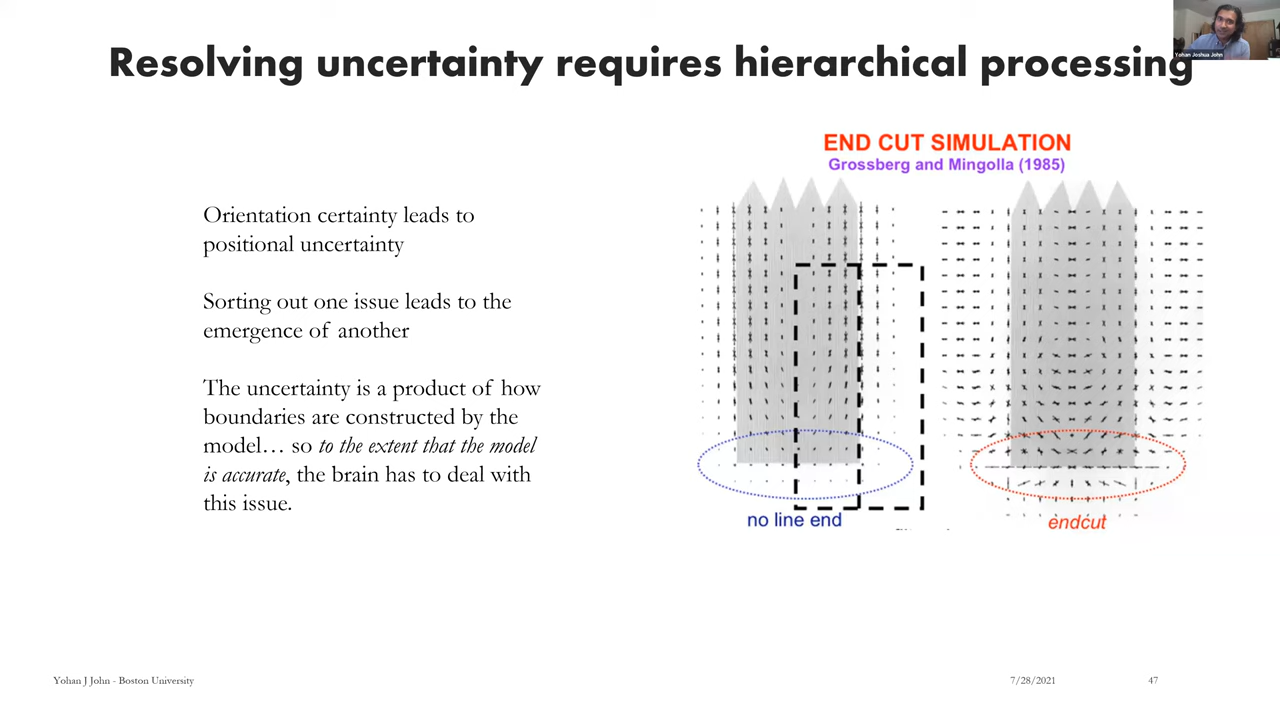 Resolving uncertainty requires hierarchical processing
Yohan Joshua John
END CUT SIMULATION
Grossberg and Mingolla (1985)
Orientation certainty leads to
positional uncertainty
Sorting out one issue leads to the
emergence of another
The uncertainty is a product of how
boundaries are constructed by the
model… so to the extent that the model
is accurate, the brain has to deal with
this issue.
no line end
endcut
Yohan J John - Boston University
7/28/2021
47